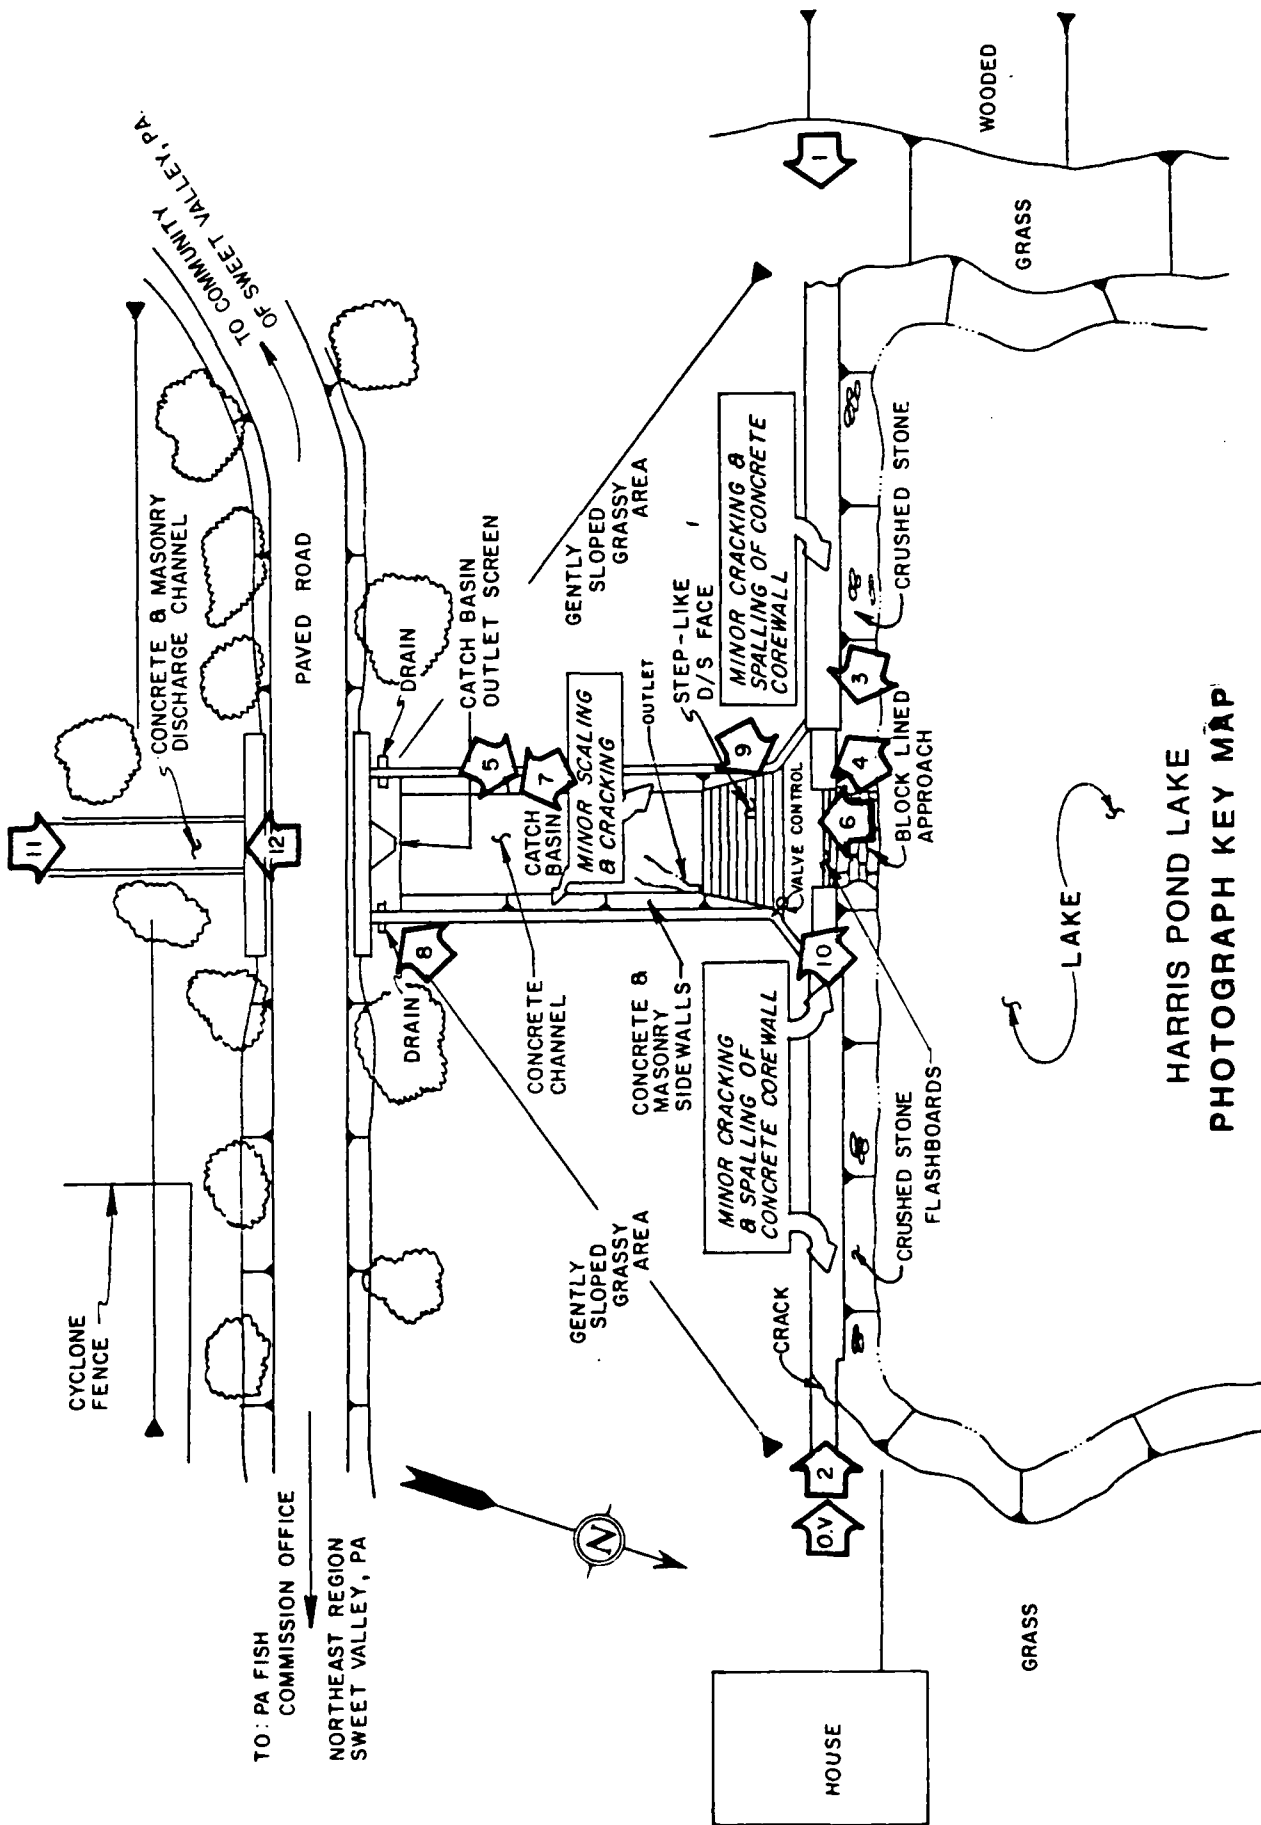 TO COMMUNITY
OF SWEET VALLEY, PA.
CONCRETE & MASONRY
DISCHARGE CHANNEL
11
12
PAVED ROAD
CYCLONE
FENCE
TO: PA FISH
COMMISSION OFFICE
NORTHEAST REGION
SWEET VALLEY, PA
DRAIN
CATCH BASIN
OUTLET SCREEN
DRAIN
8
5
7
CONCRETE
CHANNEL
CATCH
BASIN
MINOR SCALING
& CRACKING
GENTLY
SLOPED
GRASSY
AREA
GENTLY
SLOPED
GRASSY
AREA
OUTLET
STEP-LIKE
D/S FACE
CONCRETE &
MASONRY
SIDEWALLS
9
VALVE CONTROL
MINOR CRACKING &
SPALLING OF CONCRETE
COREWALL
MINOR CRACKING
& SPALLING OF
CONCRETE COREWALL
CRACK
N
O.V
2
10
6
4
3
1
CRUSHED STONE
BLOCK LINED
APPROACH
CRUSHED STONE
FLASHBOARDS
WOODED
GRASS
HOUSE
GRASS
LAKE
HARRIS POND LAKE
PHOTOGRAPH KEY MAP